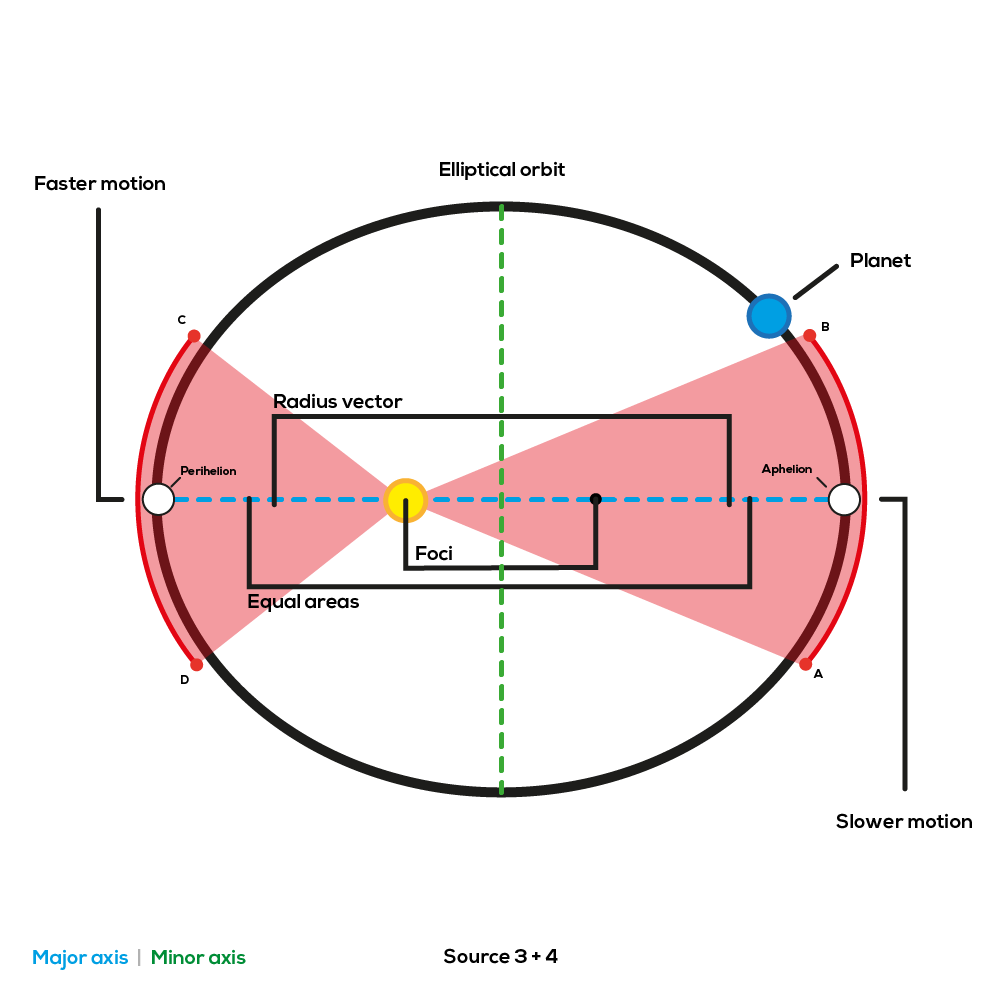 Elliptical orbit
Faster motion
Planet
C
B
Radius vector
Perihelion
Aphelion
Foci
Equal areas
D
A
Slower motion
Major axis | Minor axis
Source 3 + 4